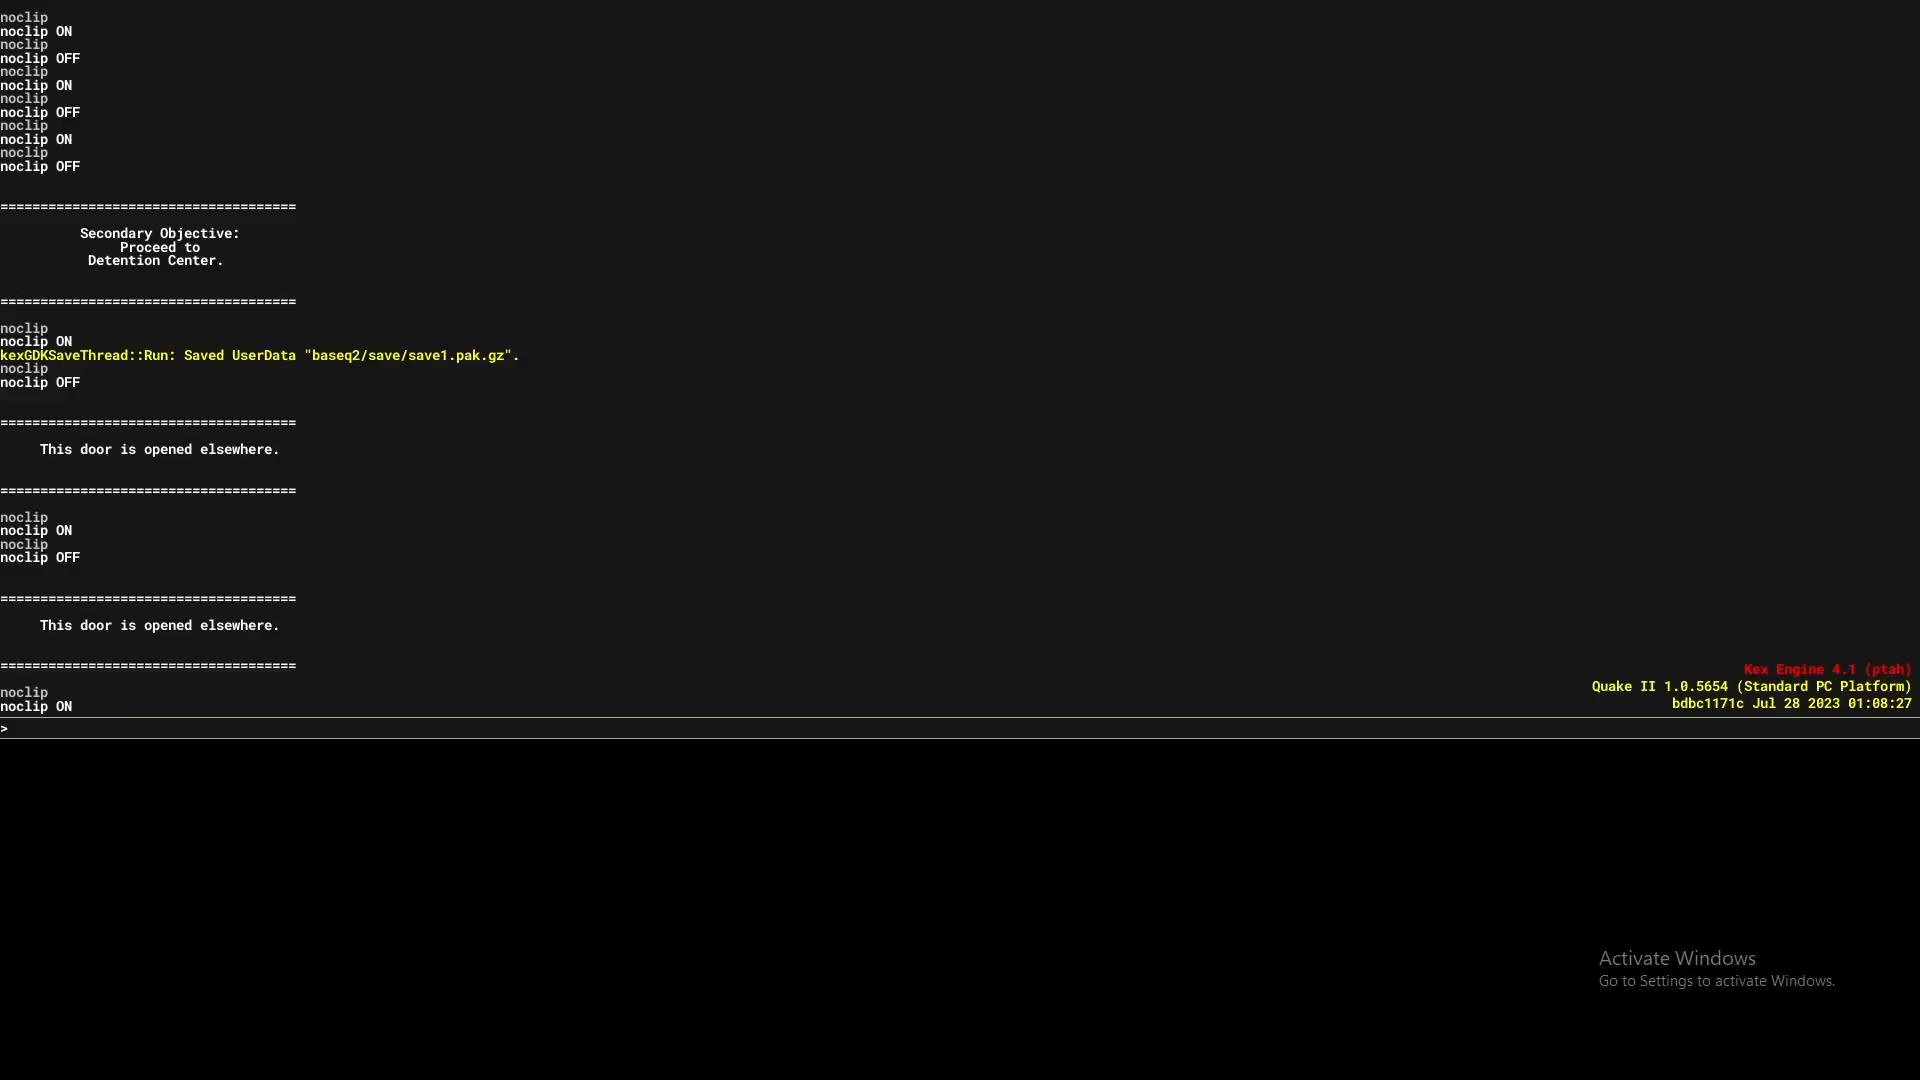 noclip
noclip ON
noclip
noclip OFF
noclip
noclip ON
noclip
noclip OFF
noclip
noclip ON
noclip
noclip OFF
=====================================
Secondary Objective:
Proceed to
Detention Center.
=====================================
noclip
noclip ON
kexGDKSaveThread::Run: Saved UserData "baseq2/save/save1.pak.gz".
noclip
noclip OFF
=====================================
This door is opened elsewhere.
=====================================
noclip
noclip ON
noclip
noclip OFF
=====================================
This door is opened elsewhere.
=====================================
noclip
noclip ON
Kex Engine 4.1 (ptah)
Quake II 1.0.5654 (Standard PC Platform)
bdbc1171c Jul 28 2023 01:08:27
>
Activate Windows
Go to Settings to activate Windows.